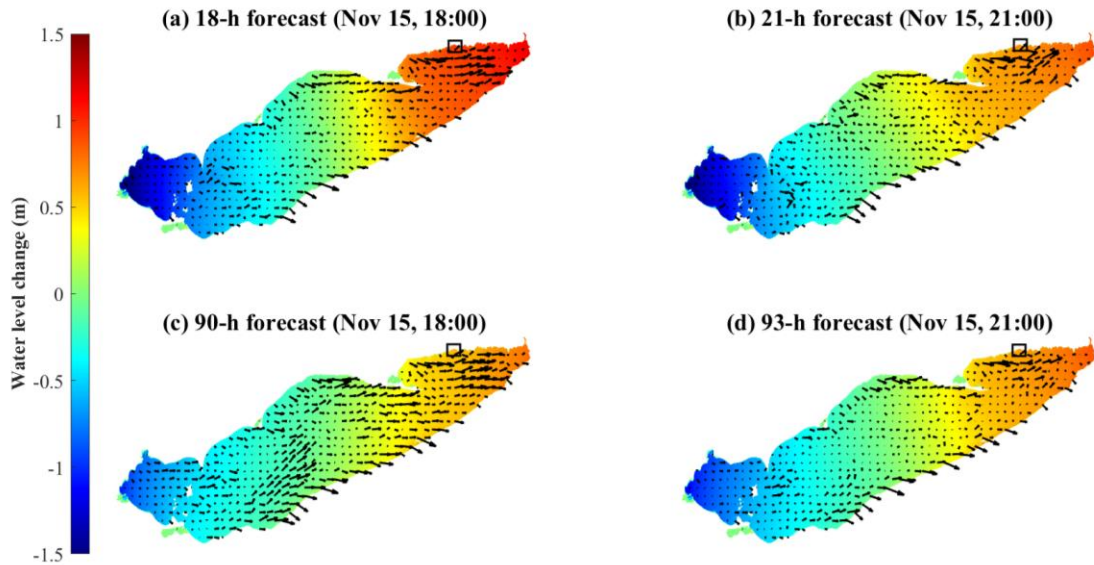 (a) 18-h forecast (Nov 15, 18:00)
(b) 21-h forecast (Nov 15, 21:00)
1.5
1
0.5
0
-0.5
-1
-1.5
Water level change (m)
(c) 90-h forecast (Nov 15, 18:00)
(d) 93-h forecast (Nov 15, 21:00)